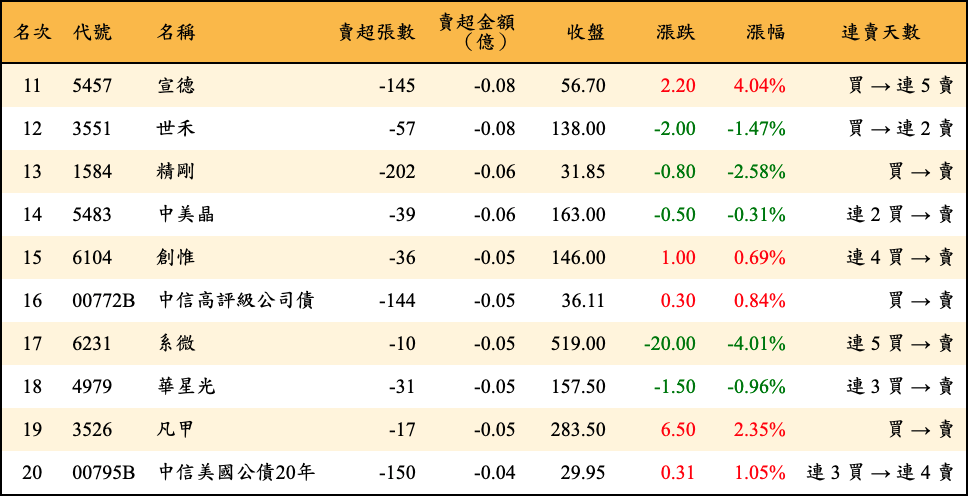 名次 代號 名稱 賣超張數 賣超金額（億） 收盤 漲跌 漲幅 連賣天數
11 5457 宣德 -145 -0.08 56.70 2.20 4.04% 買 → 連 5 賣
12 3551 世禾 -57 -0.08 138.00 -2.00 -1.47% 買 → 連 2 賣
13 1584 精剛 -202 -0.06 31.85 -0.80 -2.58% 買 → 賣
14 5483 中美晶 -39 -0.06 163.00 -0.50 -0.31% 連 2 買 → 賣
15 6104 創惟 -36 -0.05 146.00 1.00 0.69% 連 4 買 → 賣
16 00772B 中信高評級公司債 -144 -0.05 36.11 0.30 0.84% 買 → 賣
17 6231 系微 -10 -0.05 519.00 -20.00 -4.01% 連 5 買 → 賣
18 4979 華星光 -31 -0.05 157.50 -1.50 -0.96% 連 3 買 → 賣
19 3526 凡甲 -17 -0.05 283.50 6.50 2.35% 買 → 賣
20 00795B 中信美國公債20年 -150 -0.04 29.95 0.31 1.05% 連 3 買 → 連 4 賣